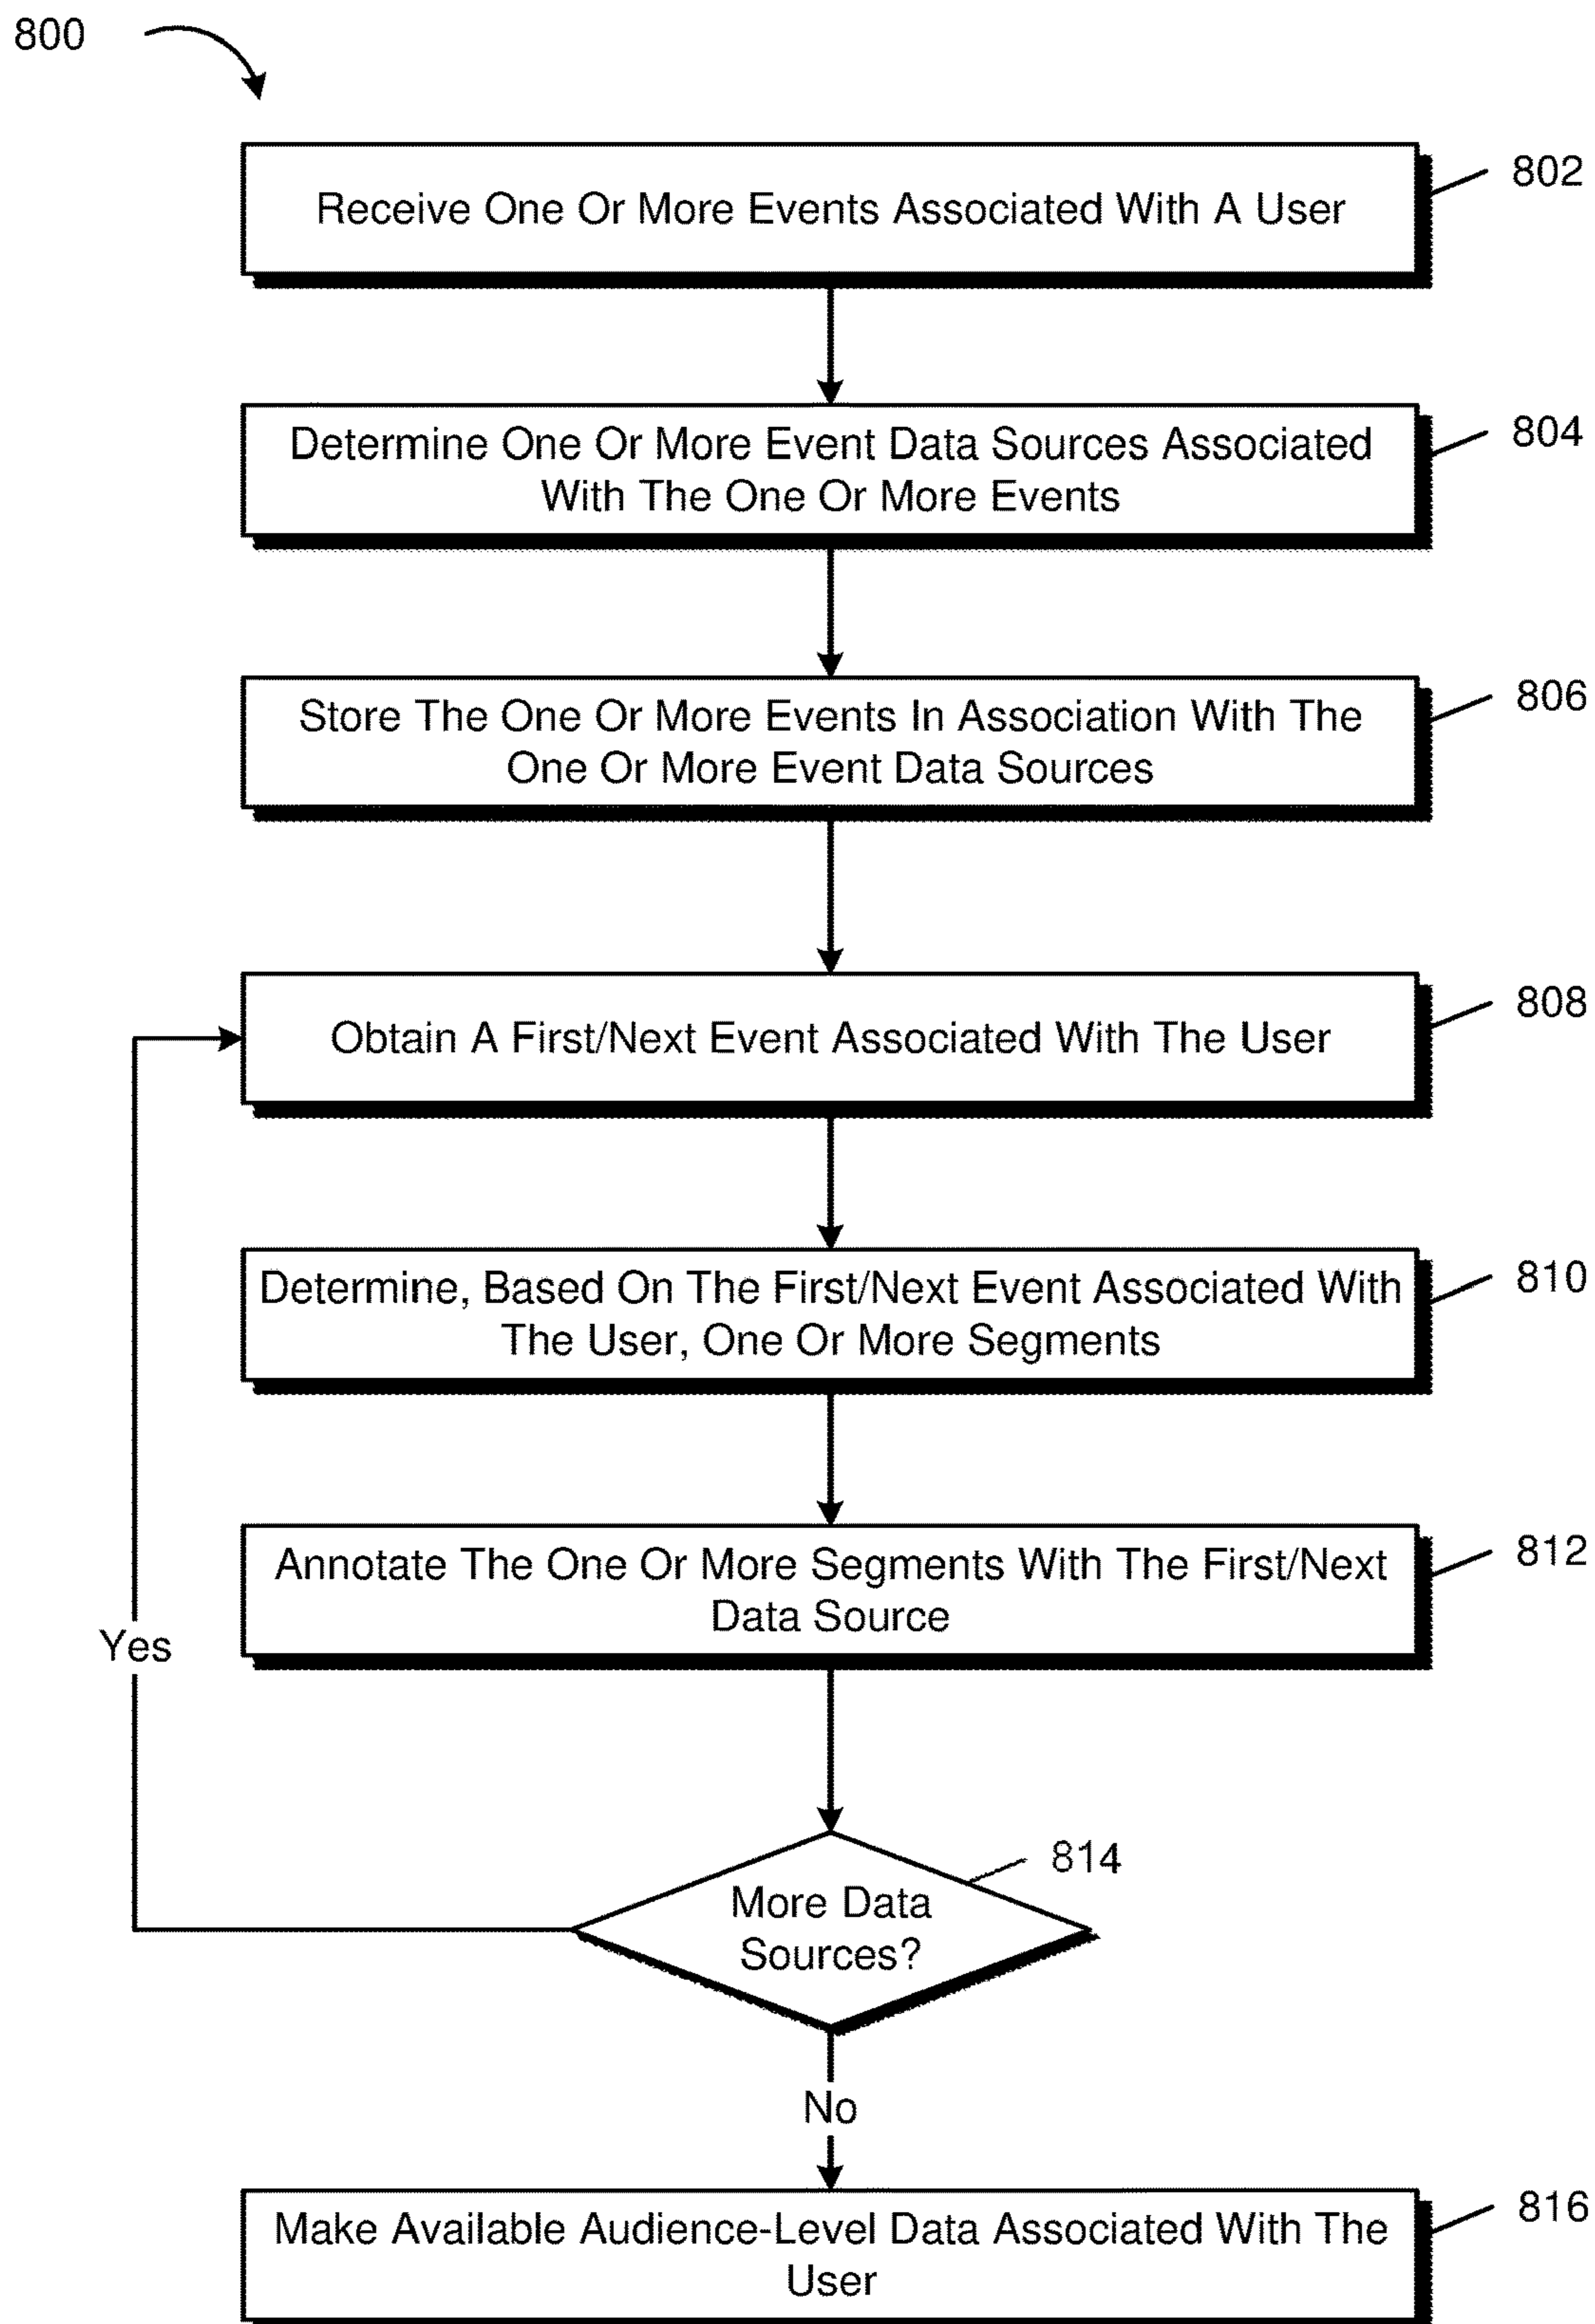 800
802
Receive One Or More Events Associated With A User
804
Determine One Or More Event Data Sources Associated
With The One Or More Events
806
Store The One Or More Events In Association With The
One Or More Event Data Sources
808
Obtain A First/Next Event Associated With The User
810
Determine, Based On The First/Next Event Associated With
The User, One Or More Segments
812
Annotate The One Or More Segments With The First/Next
Data Source
Yes
814
More Data
Sources?
No
816
Make Available Audience-Level Data Associated With The
User